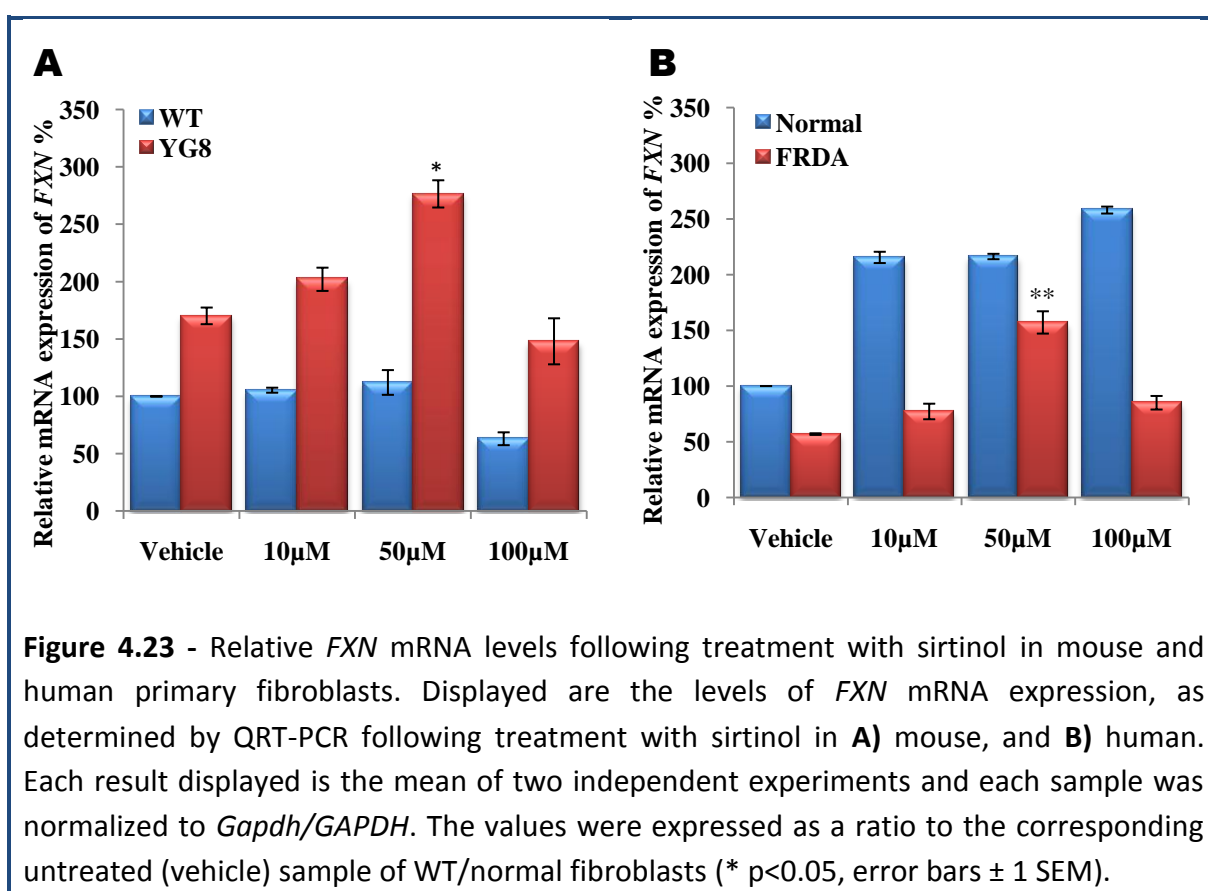 A
Relative mRNA expression of FXN %
350
300
250
200
150
100
50
0
WT
YG8
*
Vehicle 10µM 50µM 100µM
B
Relative mRNA expression of FXN %
350
300
250
200
150
100
50
0
Normal
FRDA
**
Vehicle 10µM 50µM 100µM
Figure 4.23 - Relative FXN mRNA levels following treatment with sirtinol in mouse and
human primary fibroblasts. Displayed are the levels of FXN mRNA expression, as
determined by QRT-PCR following treatment with sirtinol in A) mouse, and B) human.
Each result displayed is the mean of two independent experiments and each sample was
normalized to Gapdh/GAPDH. The values were expressed as a ratio to the corresponding
untreated (vehicle) sample of WT/normal fibroblasts (* p<0.05, error bars ± 1 SEM).